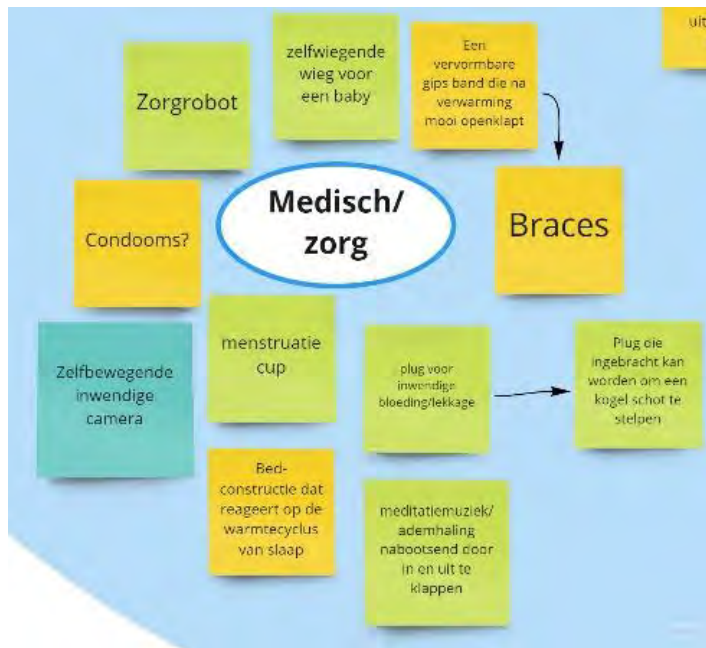 uit
Zorgrobot
zelfwiegende
wieg voor
een baby
Een
vervormbare
gips band die na
verwarming
mooi openklapt
Medisch/
zorg
Condooms?
Braces
Zelfbewegende
inwendige
camera
menstruatie
cup
plug voor
inwendige
bloeding/lekkage
Plug die
ingebracht kan
worden om een
kogel schot te
stelpen
Bed-
constructie dat
reageert op de
warmtecyclus
van slaap
meditatiemuziek/
ademhaling
nabootsend door
in en uit te
klappen